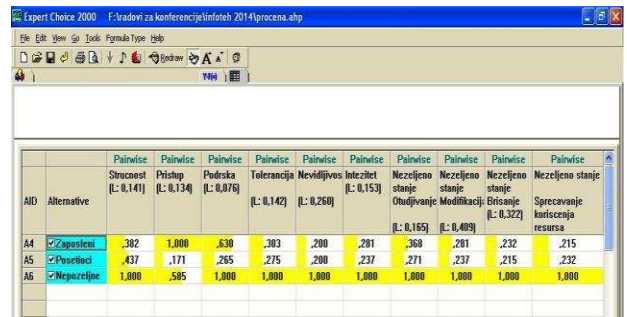 Expert Choice 2000 F:\radovi za konferencije\infoteh 2014\procena.ahp
File Edit View Go Tools Formula Type Help
Redraw A A
Y=f(x)
Pairwise Pairwise Pairwise Pairwise Pairwise Pairwise Pairwise Pairwise Pairwise Pairwise
AID Alternative Strucnost (L: 0,141) Pristup (L: 0,134) Podrska (L: 0,076) Tolerancija (L: 0,142) Nevidljivos (L: 0,260) Intezitet (L: 0,153) Nezeljeno stanje Otudjivanje (L: 0,165) Nezeljeno stanje Modifikacij (L: 0,409) Nezeljeno stanje Brisanje (L: 0,322) Nezeljeno stanje Sprecavanje koriscenja resursa
A4 Zaposleni ,382 1,000 ,630 ,303 ,200 ,281 ,368 ,281 ,232 ,215
A5 Posetioci ,437 ,171 ,265 ,275 ,200 ,237 ,271 ,237 ,215 ,232
A6 Nepozeljne 1,000 ,585 1,000 1,000 1,000 1,000 1,000 1,000 1,000 1,000